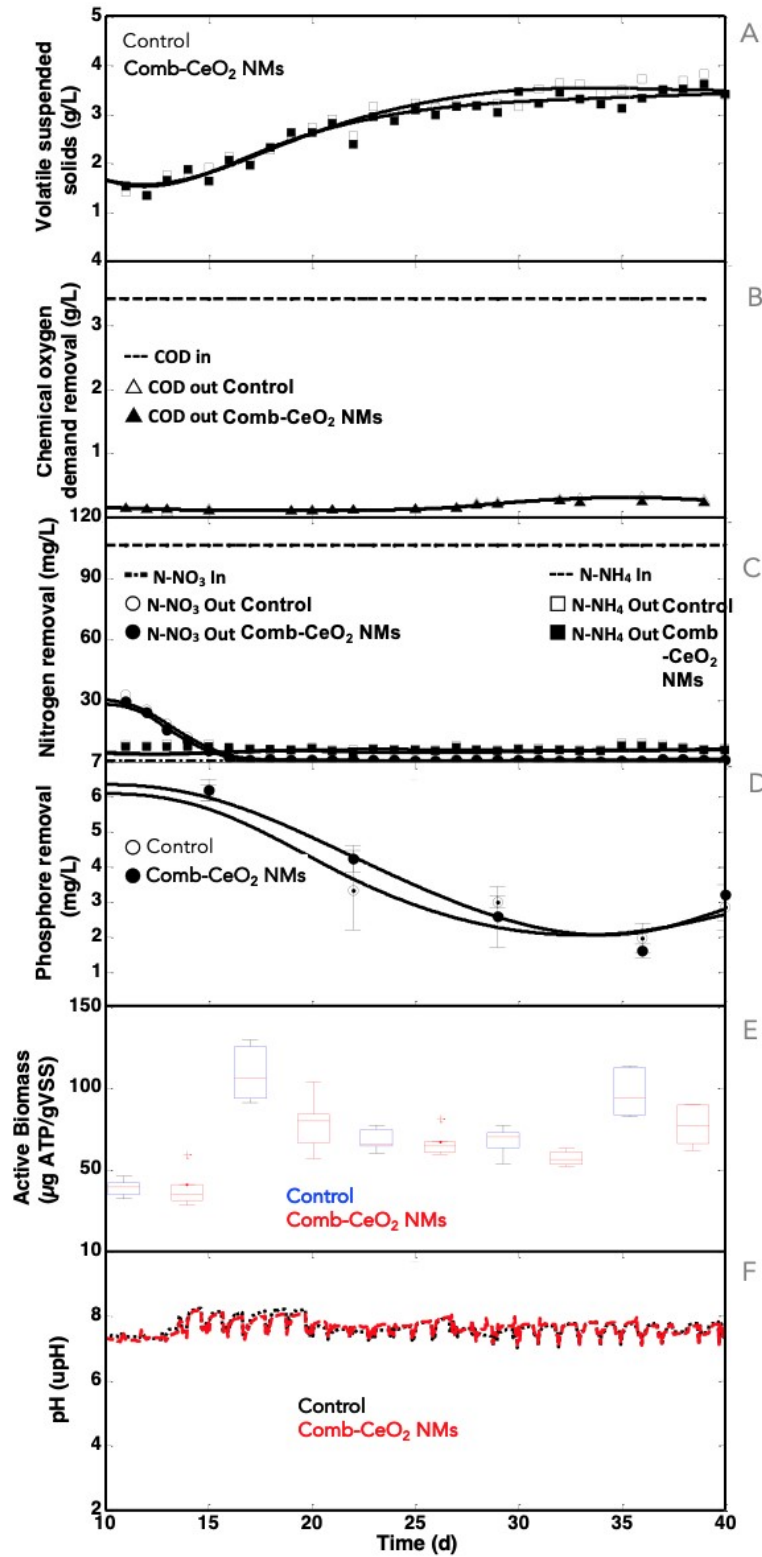 A
Control
Comb-CeO₂ NMs
Volatile suspended
solids (g/L)
5
4
3
2
1
4
B
Chemical oxygen
demand removal (g/L)
3
2
1
120
COD in
COD out Control
COD out Comb-CeO₂ NMs
C
Nitrogen removal (mg/L)
90
60
30
7
N-NO₃ In
N-NO₃ Out Control
N-NO₃ Out Comb-CeO₂ NMs
N-NH₄ In
N-NH₄ Out Control
N-NH₄ Out Comb
-CeO₂
NMs
D
Phosphore removal
(mg/L)
6
5
4
3
2
1
150
Control
Comb-CeO₂ NMs
E
Active Biomass
(µg ATP/gVSS)
100
50
10
Control
Comb-CeO₂ NMs
F
pH (upH)
8
6
4
2
Control
Comb-CeO₂ NMs
10 15 20 25 30 35 40
Time (d)